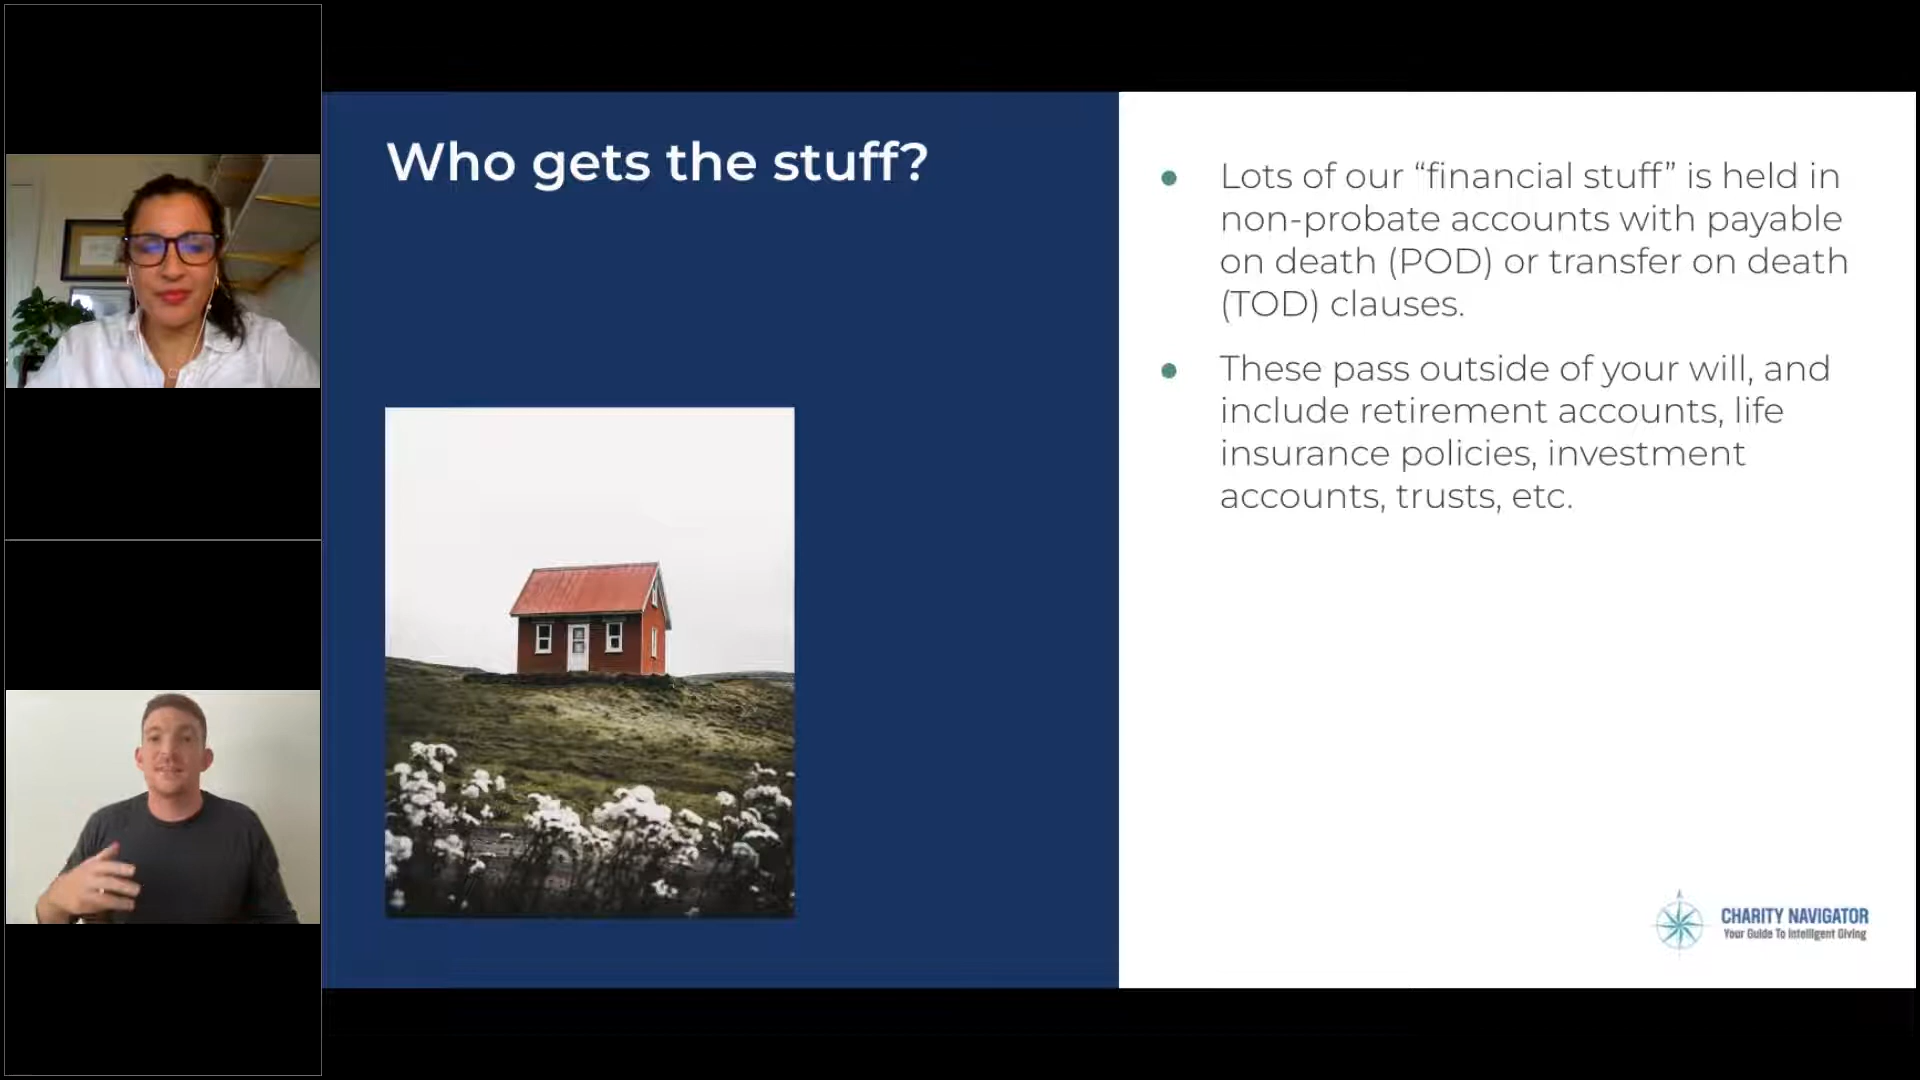 Who gets the stuff?
Lots of our “financial stuff” is held in
non-probate accounts with payable
on death (POD) or transfer on death
(TOD) clauses.
These pass outside of your will, and
include retirement accounts, life
insurance policies, investment
accounts, trusts, etc.
CHARITY NAVIGATOR
Your Guide To Intelligent Giving